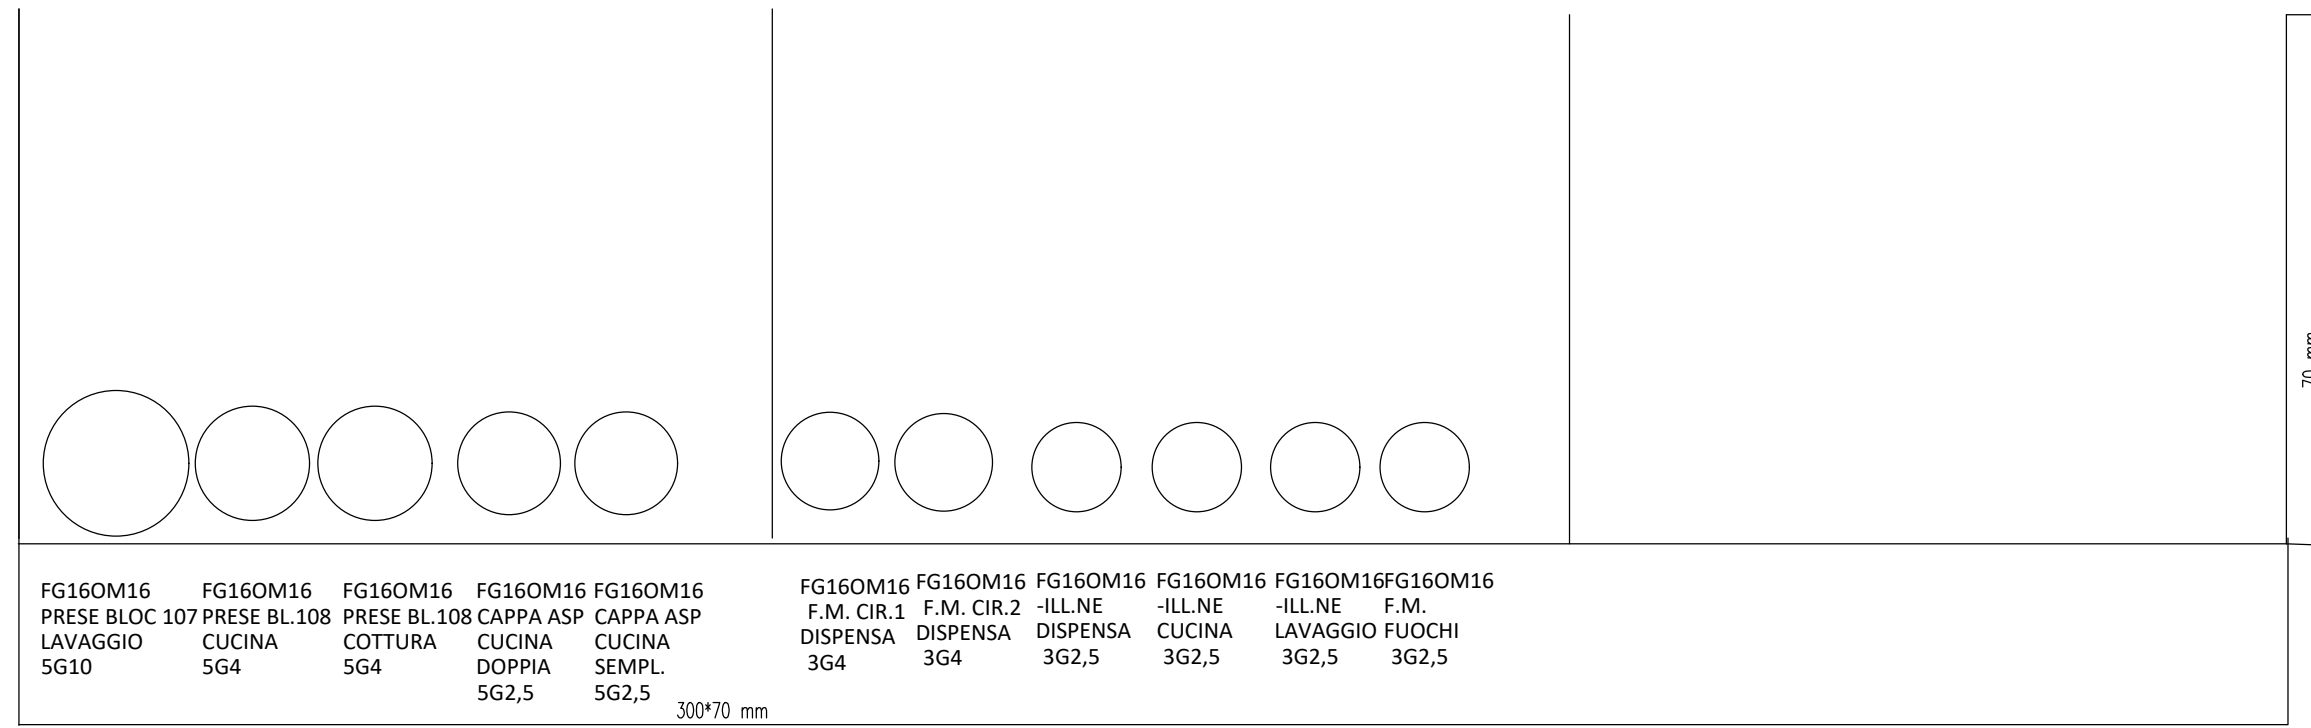 FG16OM16
PRESE BLOC 107
LAVAGGIO
5G10
FG16OM16
PRESE BL.108
CUCINA
5G4
FG16OM16
PRESE BL.108
COTTURA
5G4
FG16OM16
CAPPA ASP
CUCINA
DOPPIA
5G2,5
FG16OM16
CAPPA ASP
CUCINA
SEMPL.
5G2,5
FG16OM16
F.M. CIR.1
DISPENSA
3G4
FG16OM16
F.M. CIR.2
DISPENSA
3G4
FG16OM16
-ILL.NE
DISPENSA
3G2,5
FG16OM16
-ILL.NE
CUCINA
3G2,5
FG16OM16
-ILL.NE
LAVAGGIO
3G2,5
FG16OM16
F.M.
FUOCHI
3G2,5
300*70 mm
70 mm